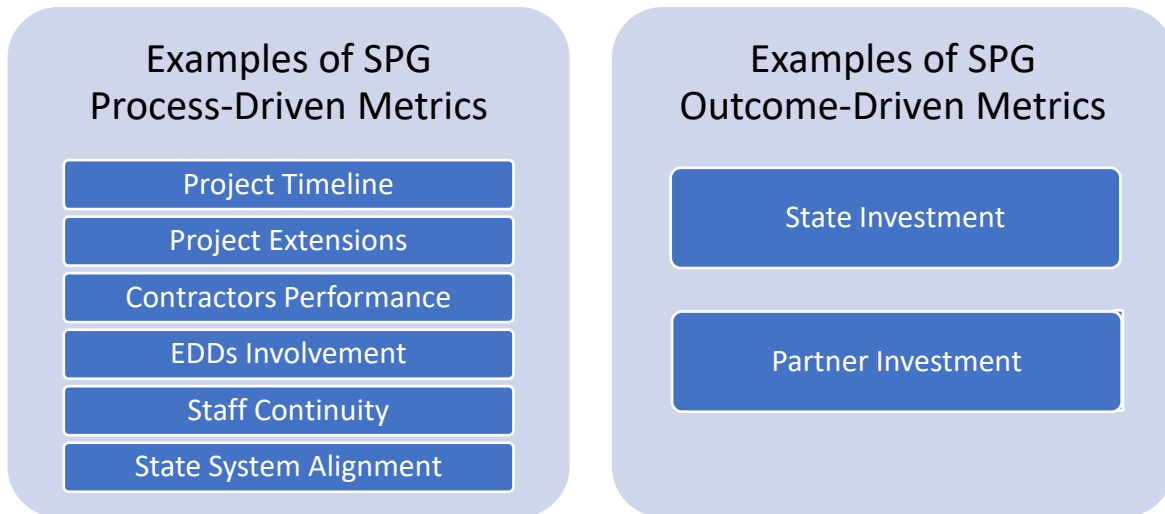 Examples of SPG
Process-Driven Metrics
Project Timeline
Project Extensions
Contractors Performance
EDDs Involvement
Staff Continuity
State System Alignment
Examples of SPG
Outcome-Driven Metrics
State Investment
Partner Investment